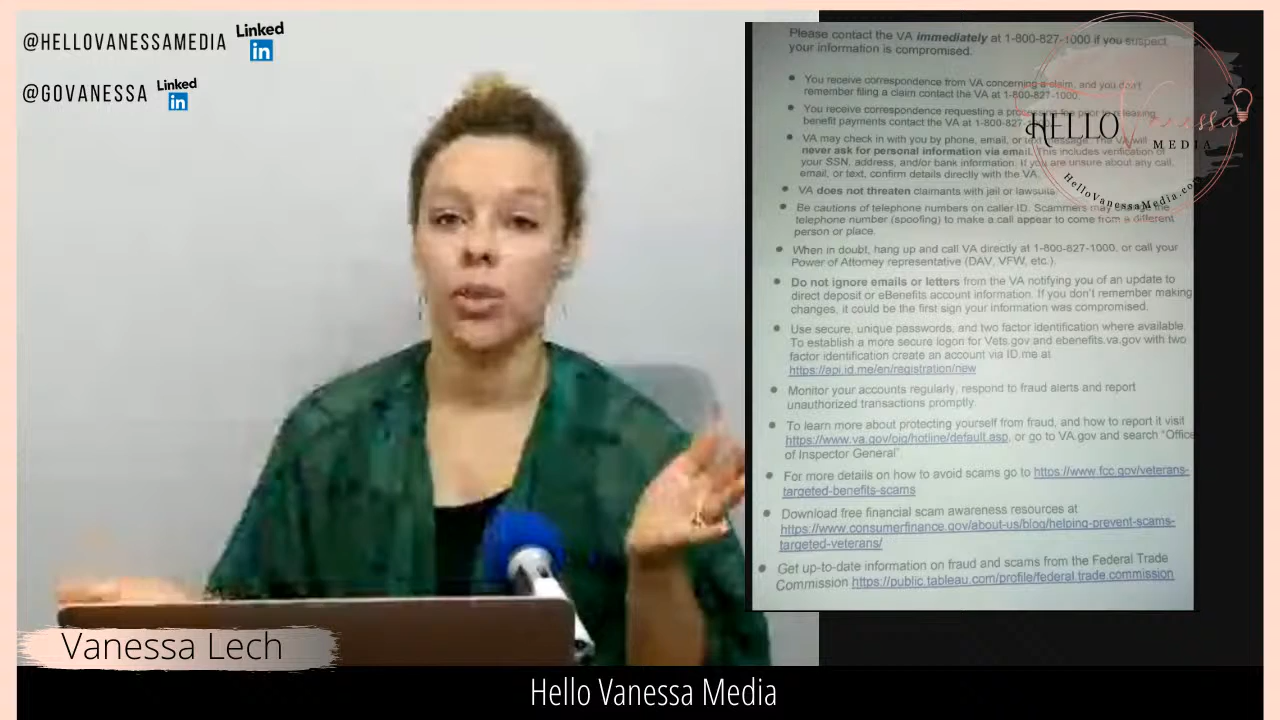 @HELLOVANESSAMEDIA Linked in
@GOVANESSA Linked in
Please contact the VA immediately at 1-800-827-1000 if you suspect
your information is compromised.
You receive correspondence from VA concerning a claim, and you don't
remember filing a claim contact the VA at 1-800-827-1000.
You receive correspondence requesting a processing fee prior to releasing
benefit payments contact the VA at 1-800-827-
VA may check in with you by phone, email, or text message. The VA will
never ask for personal information via email. This includes verification of
your SSN, address, and/or bank information. If you are unsure about any call,
email, or text, confirm details directly with the VA.
VA does not threaten claimants with jail or lawsuits.
Be cautions of telephone numbers on caller ID. Scammers may the
telephone number (spoofing) to make a call appear to come from a different
person or place.
When in doubt, hang up and call VA directly at 1-800-827-1000, or call your
Power of Attorney representative (DAV, VFW, etc.).
Do not ignore emails or letters from the VA notifying you of an update to
direct deposit or eBenefits account information. If you don't remember making
changes, it could be the first sign your information was compromised.
Use secure, unique passwords, and two factor identification where available.
To establish a more secure logon for Vets.gov and ebenefits.va.gov with two
factor identification create an account via ID.me at
https://api.id.me/en/registration/new
Monitor your accounts regularly, respond to fraud alerts and report
unauthorized transactions promptly.
To learn more about protecting yourself from fraud, and how to report it visit
https://www.va.gov/oig/hotline/default.asp, or go to VA.gov and search "Office
of Inspector General"
For more details on how to avoid scams go to https://www.fcc.gov/veterans-
targeted-benefits-scams
Download free financial scam awareness resources at
https://www.consumerfinance.gov/about-us/blog/helping-prevent-scams-
targeted-veterans/
Get up-to-date information on fraud and scams from the Federal Trade
Commission https://public.tableau.com/profile/federal.trade.commission
HELLO Vanessa
MEDIA
HelloVanessaMedia.com
Vanessa Lech
Hello Vanessa Media